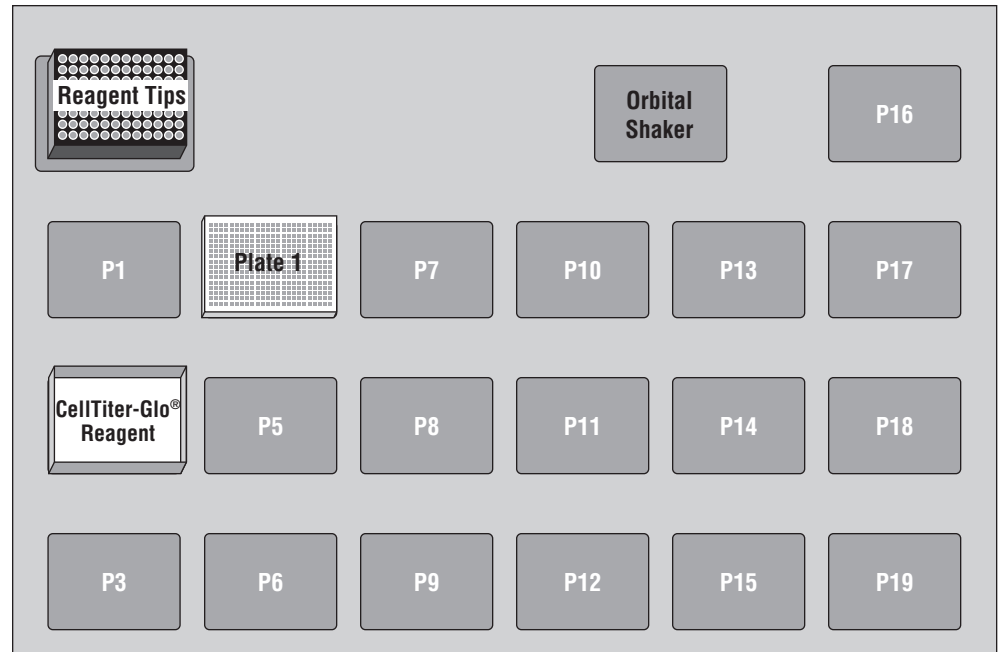 Reagent Tips
Orbital
Shaker
P16
P1
Plate 1
P7
P10
P13
P17
CellTiter-Glo®
Reagent
P5
P8
P11
P14
P18
P3
P6
P9
P12
P15
P19